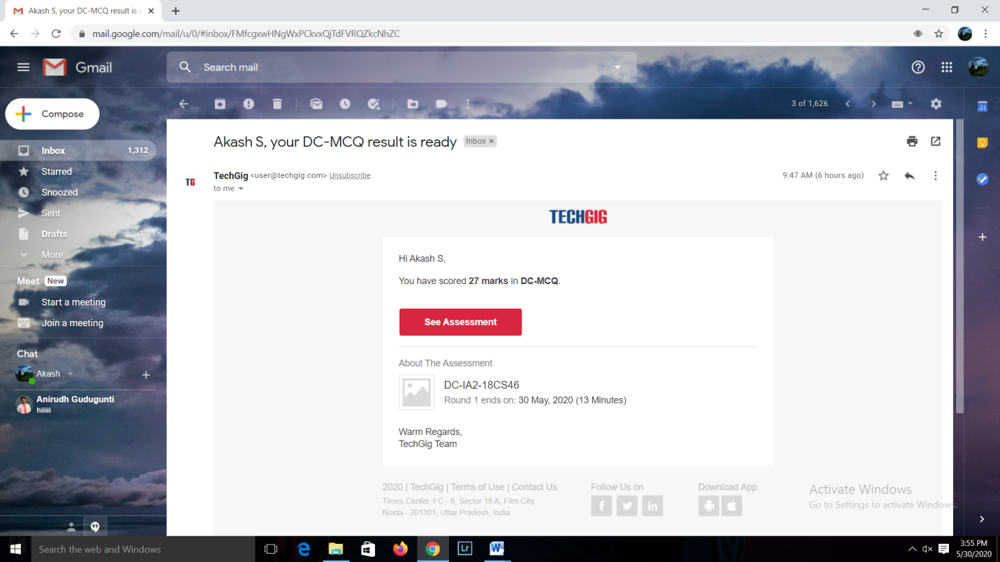 Akash S, your DC-MCQ result is r
mail.google.com/mail/u/0/#inbox/FMfcgxwHNgWxPCkvxQjTdFVRQZkcNhZC
Gmail
Search mail
Compose
3 of 1,626
Inbox 1,312
Starred
Snoozed
Sent
Drafts 11
More
Meet New
Start a meeting
Join a meeting
Chat
Akash .
Anirudh Gudugunti
hiiiii
Akash S, your DC-MCQ result is ready Inbox x
TG
TechGig <user@techgig.com> Unsubscribe
9:47 AM (6 hours ago)
to me
TECHGIG
Hi Akash S,
You have scored 27 marks in DC-MCQ.
See Assessment
About The Assessment
DC-IA2-18CS46
Round 1 ends on: 30 May, 2020 (13 Minutes)
Warm Regards,
TechGig Team
2020 | TechGig | Terms of Use | Contact Us
Times Center, FC - 6, Sector 16 A, Film City,
Noida - 201301, Uttar Pradesh, India
Follow Us on
Download App
31
Activate Windows
Go to Settings to activate Windows.
Search the web and Windows
Lr
W
3:55 PM
5/30/2020